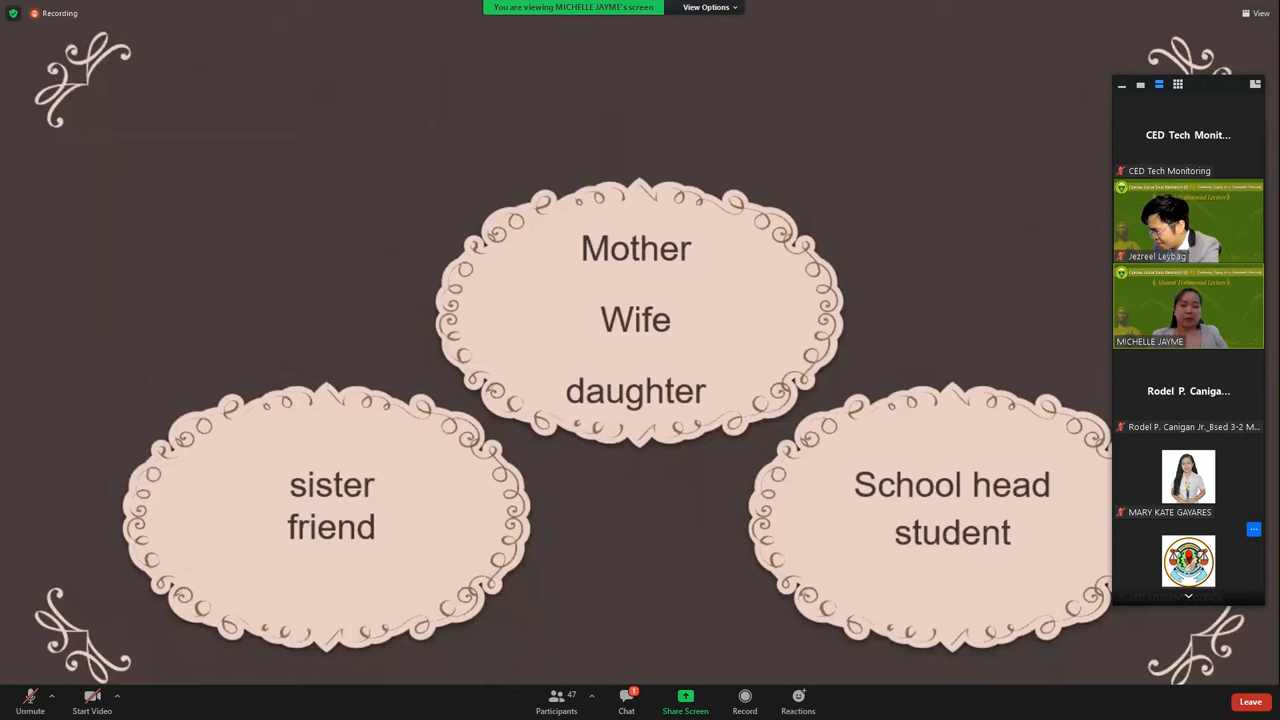 Recording
You are viewing MICHELLE JAYME's screen
View Options
View
Mother
Wife
daughter
sister
friend
School head
student
CED Tech Monit...
CED Tech Monitoring
Jezreel Leybag
MICHELLE JAYME
Rodel P. Caniga...
Rodel P. Canigan Jr._Bsed 3-2 M...
MARY KATE GAYARES
Unmute
Start Video
47
Participants
1
Chat
Share Screen
Record
Reactions
Leave